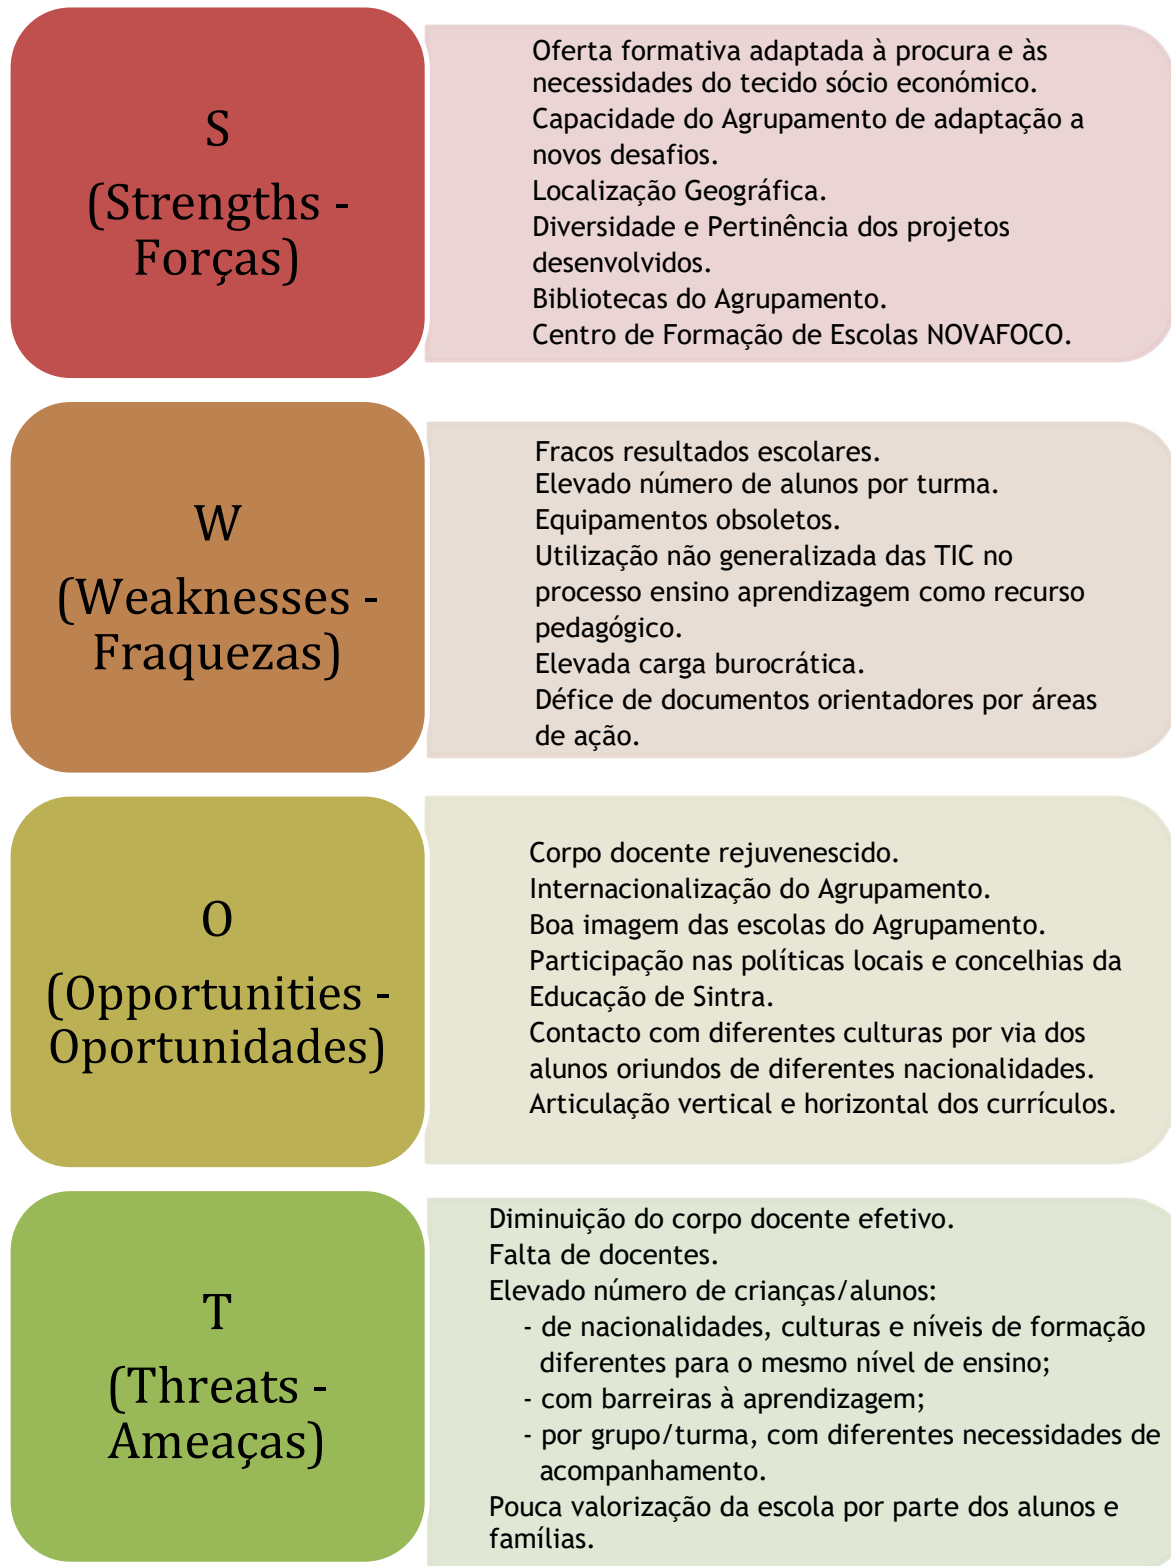 S
(Strengths -
Forças)
Oferta formativa adaptada à procura e às
necessidades do tecido sócio económico.
Capacidade do Agrupamento de adaptação a
novos desafios.
Localização Geográfica.
Diversidade e Pertinência dos projetos
desenvolvidos.
Bibliotecas do Agrupamento.
Centro de Formação de Escolas NOVAFOCO.
W
(Weaknesses -
Fraquezas)
Fracos resultados escolares.
Elevado número de alunos por turma.
Equipamentos obsoletos.
Utilização não generalizada das TIC no
processo ensino aprendizagem como recurso
pedagógico.
Elevada carga burocrática.
Défice de documentos orientadores por áreas
de ação.
O
(Opportunities -
Oportunidades)
Corpo docente rejuvenescido.
Internacionalização do Agrupamento.
Boa imagem das escolas do Agrupamento.
Participação nas políticas locais e concelhias da
Educação de Sintra.
Contacto com diferentes culturas por via dos
alunos oriundos de diferentes nacionalidades.
Articulação vertical e horizontal dos currículos.
T
(Threats -
Ameaças)
Diminuição do corpo docente efetivo.
Falta de docentes.
Elevado número de crianças/alunos:
- de nacionalidades, culturas e níveis de formação
diferentes para o mesmo nível de ensino;
- com barreiras à aprendizagem;
- por grupo/turma, com diferentes necessidades de
acompanhamento.
Pouca valorização da escola por parte dos alunos e
famílias.